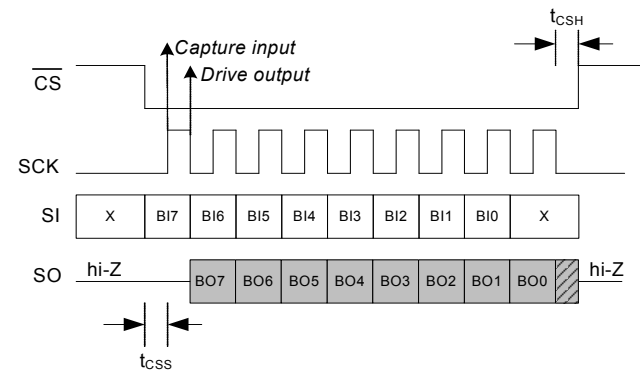 tCSH
Capture input
Drive output
CS
SCK
SI X BI7 BI6 BI5 BI4 BI3 BI2 BI1 BI0 X
SO hi-Z BO7 BO6 BO5 BO4 BO3 BO2 BO1 BO0 hi-Z
tCSS